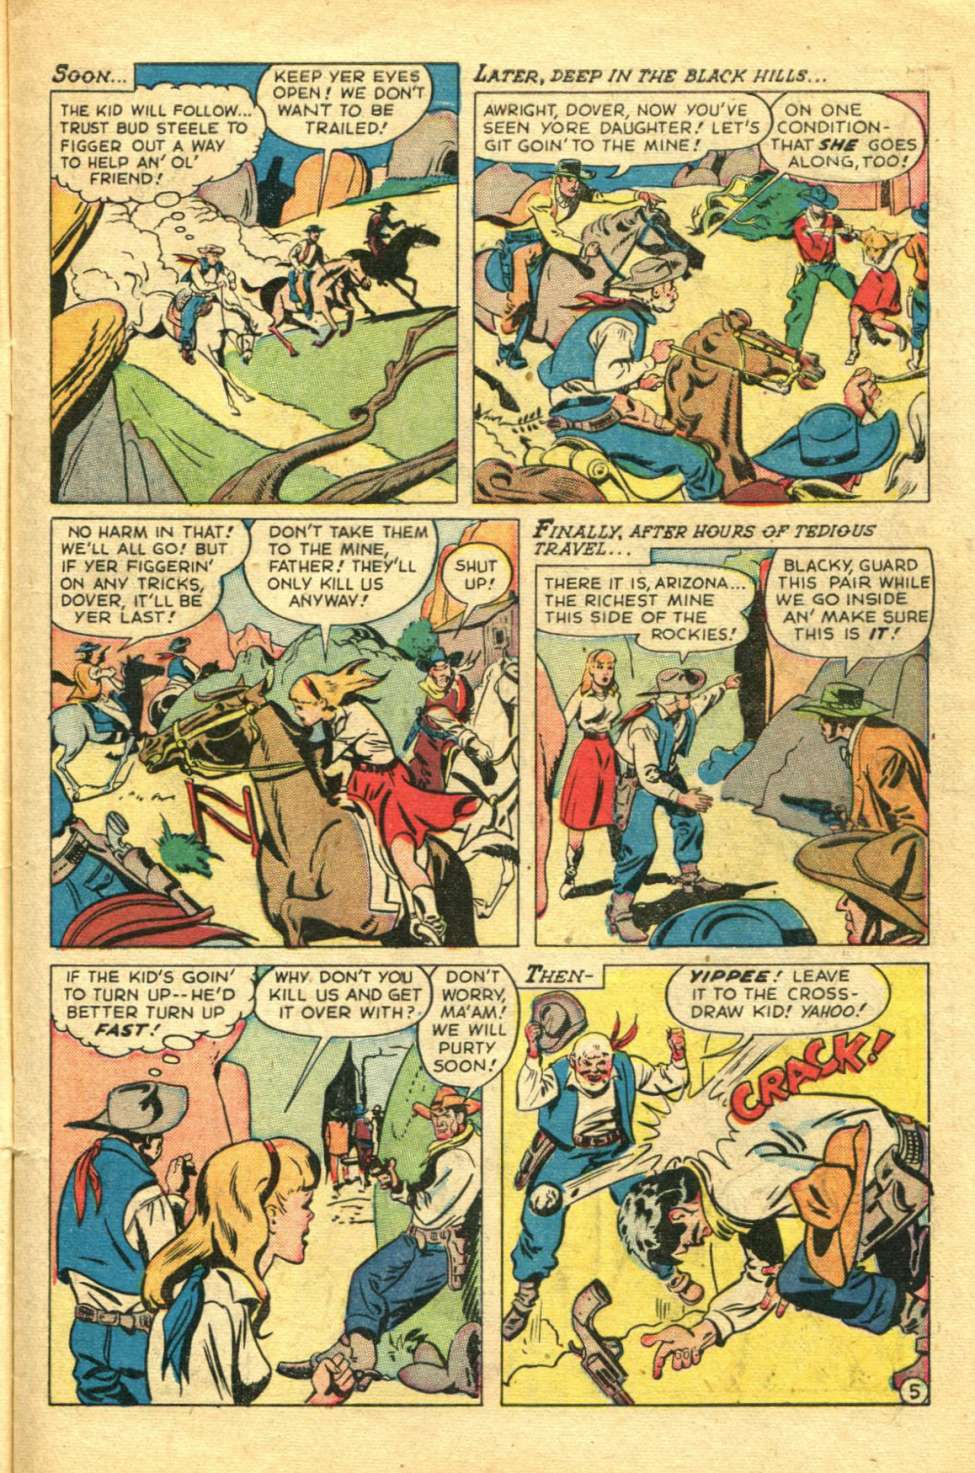 SOON...
THE KID WILL FOLLOW...
TRUST BUD STEELE TO
FIGGER OUT A WAY
TO HELP AN' OL'
FRIEND!
KEEP YER EYES
OPEN! WE DON'T
WANT TO BE
TRAILED!
LATER, DEEP IN THE BLACK HILLS...
AWRIGHT, DOVER, NOW YOU'VE
SEEN YORE DAUGHTER! LET'S
GIT GOIN' TO THE MINE!
ON ONE
CONDITION-
THAT SHE GOES
ALONG, TOO!
NO HARM IN THAT!
WE'LL ALL GO! BUT
IF YER FIGGERIN'
ON ANY TRICKS,
DOVER, IT'LL BE
YER LAST!
DON'T TAKE THEM
TO THE MINE,
FATHER! THEY'LL
ONLY KILL US
ANYWAY!
SHUT
UP!
FINALLY, AFTER HOURS OF TEDIOUS
TRAVEL...
THERE IT IS, ARIZONA...
THE RICHEST MINE
THIS SIDE OF THE
ROCKIES!
BLACKY, GUARD
THIS PAIR WHILE
WE GO INSIDE
AN' MAKE SURE
THIS IS IT!
IF THE KID'S GOIN'
TO TURN UP--HE'D
BETTER TURN UP
FAST!
WHY DON'T YOU
KILL US AND GET
IT OVER WITH?
DON'T
WORRY,
MA'AM!
WE WILL
PURTY
SOON!
THEN-
YIPPEE! LEAVE
IT TO THE CROSS-
DRAW KID! YAHOO!
CRACK!
5